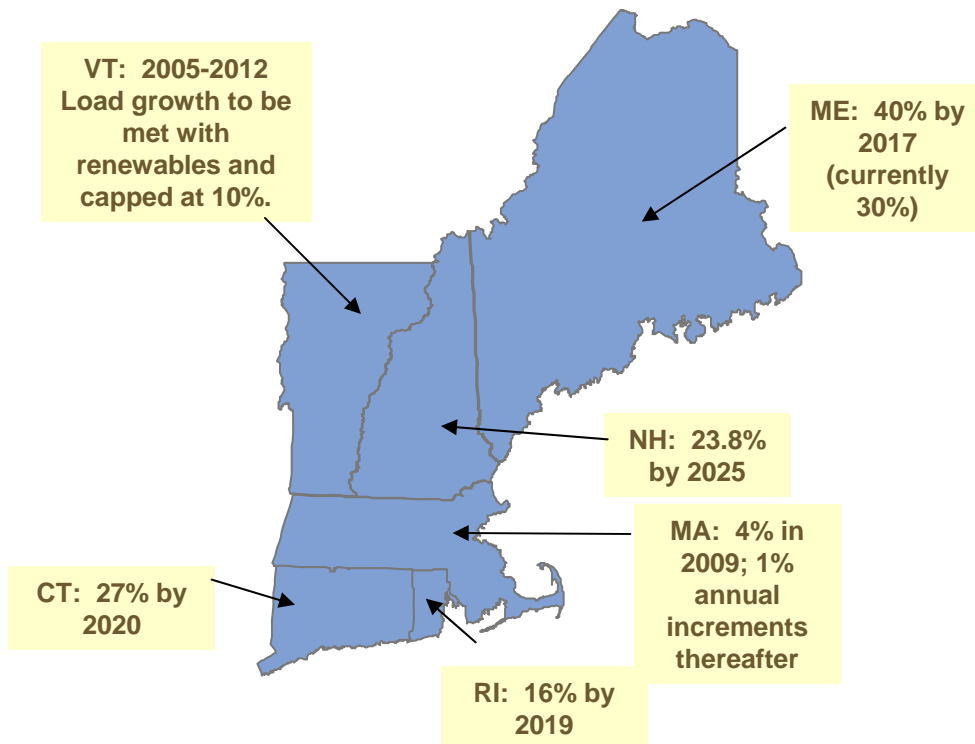 VT: 2005-2012
Load growth to be
met with
renewables and
capped at 10%.
ME: 40% by
2017
(currently
30%)
NH: 23.8%
by 2025
MA: 4% in
2009; 1%
annual
increments
thereafter
CT: 27% by
2020
RI: 16% by
2019